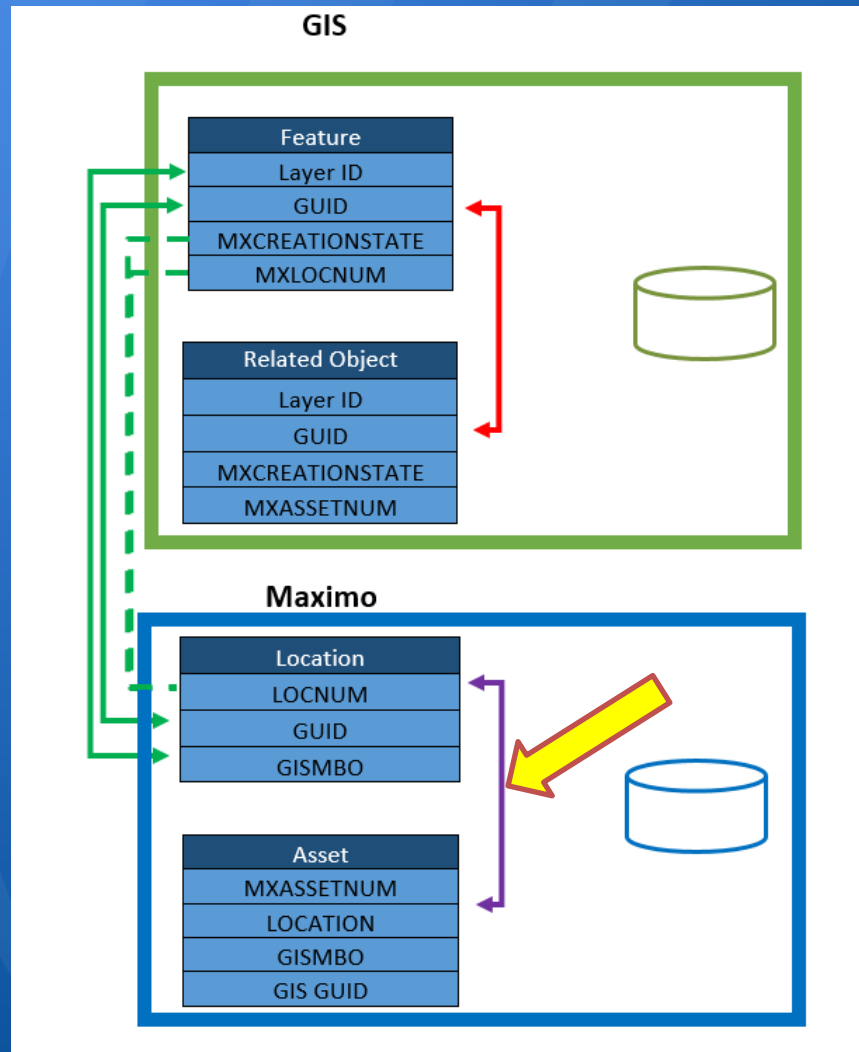 GIS
Feature
Layer ID
GUID
MXCREATIONSTATE
MXLOCNUM
Related Object
Layer ID
GUID
MXCREATIONSTATE
MXASSETNUM
Maximo
Location
LOCNUM
GUID
GISMBO
Asset
MXASSETNUM
LOCATION
GISMBO
GIS GUID